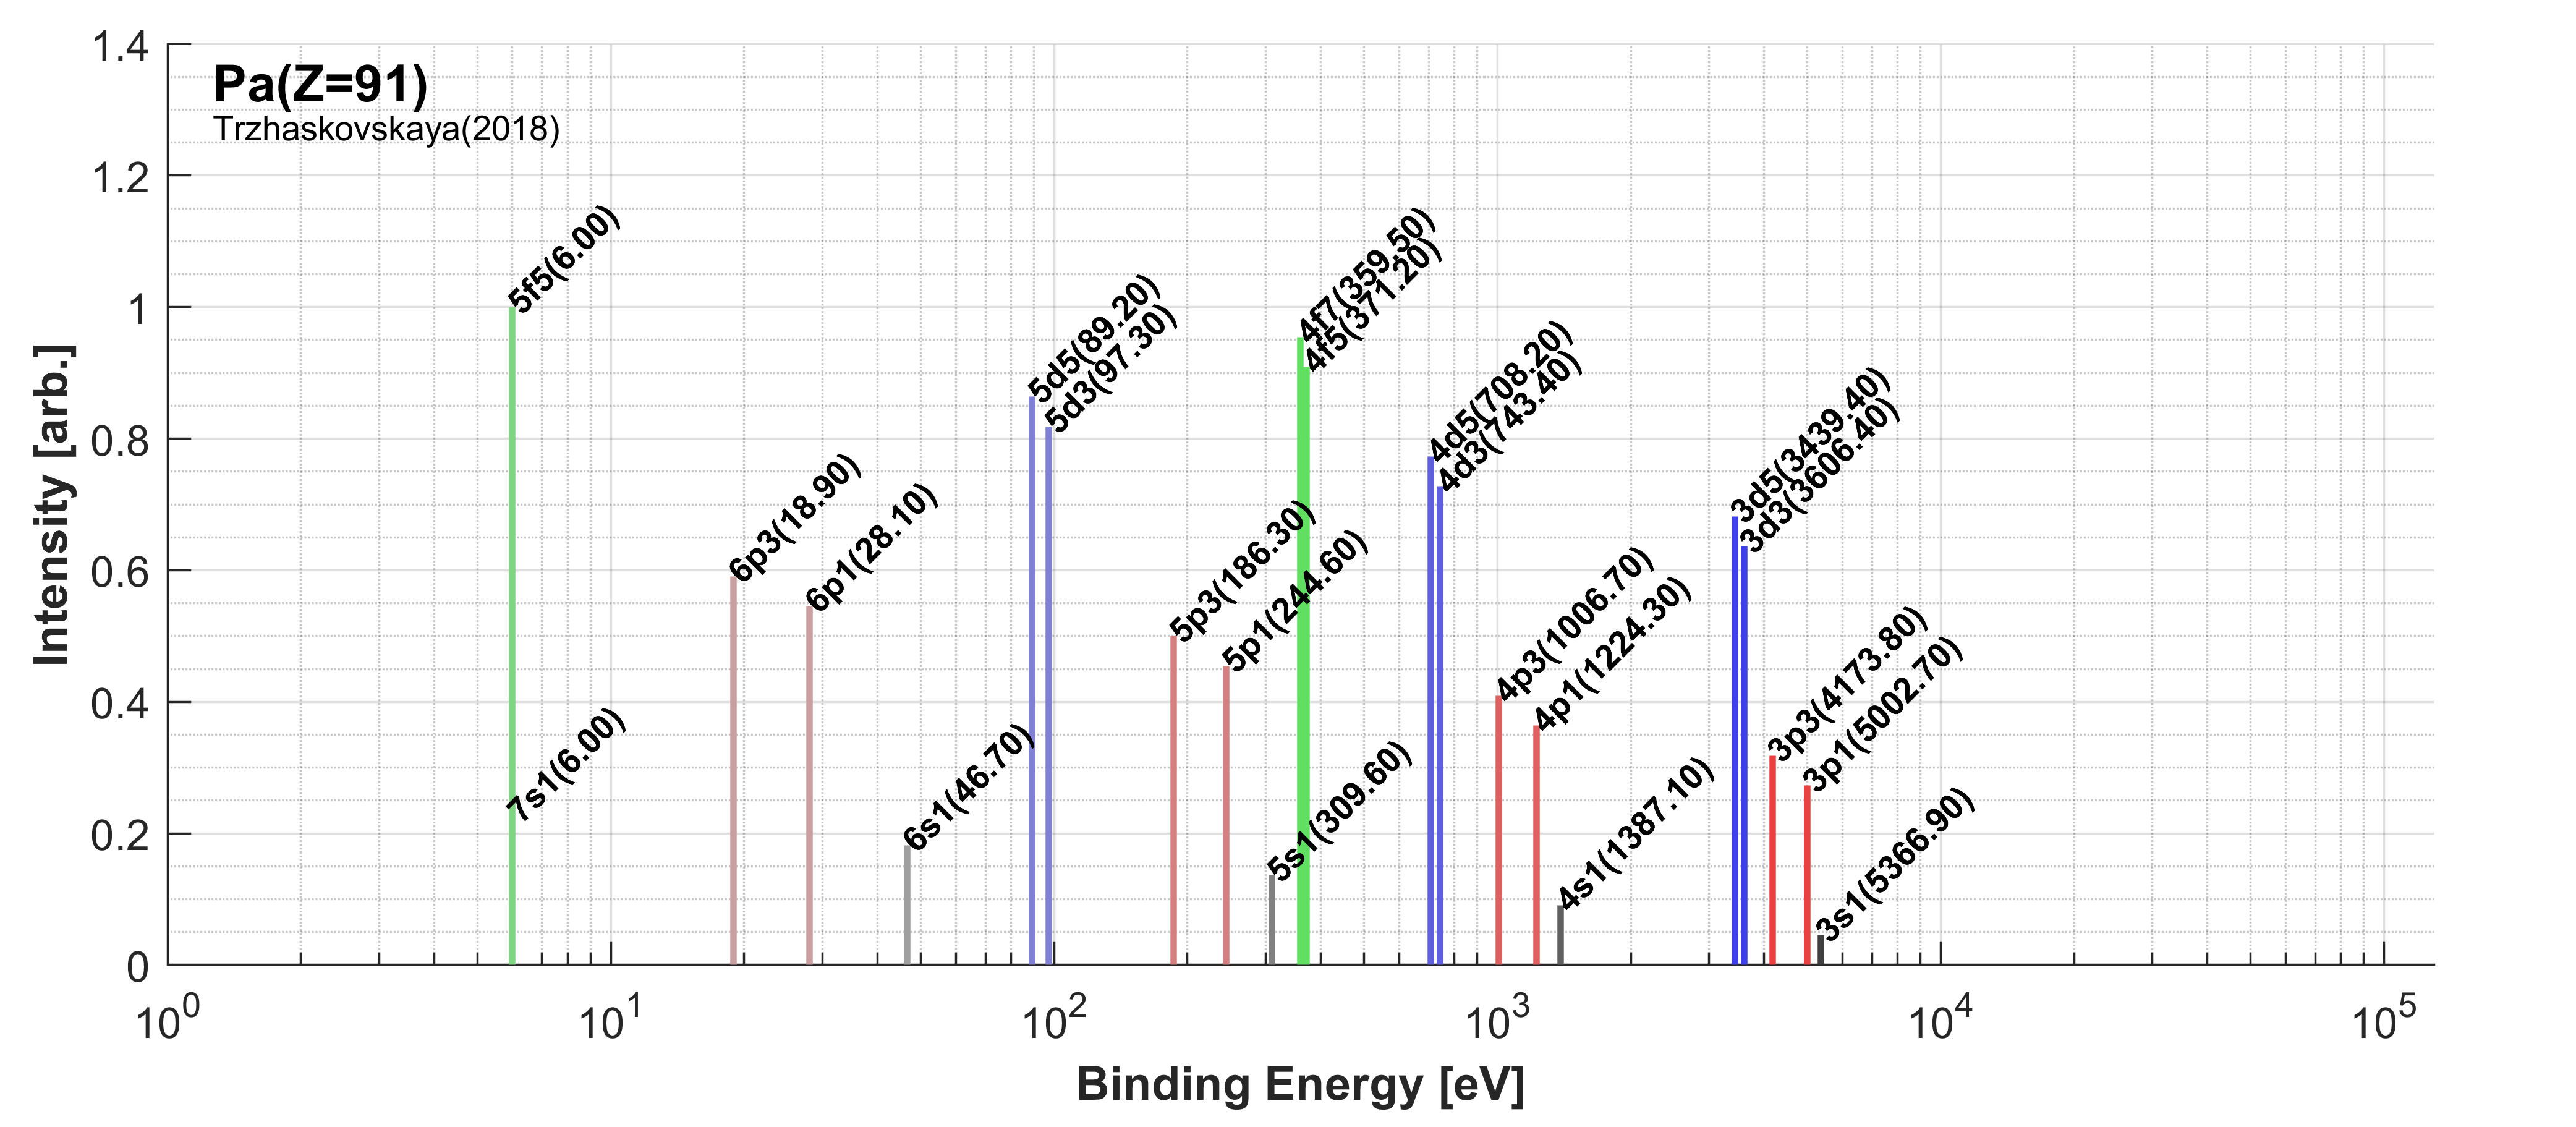 Pa(Z=91)
Trzhaskovskaya(2018)
Intensity [arb.]
1.4
1.2
1
0.8
0.6
0.4
0.2
0
5f5(6.00)
7s1(6.00)
6p3(18.90)
6p1(28.10)
6s1(46.70)
5d5(89.20)
5d3(97.30)
5p3(186.30)
5p1(244.60)
5s1(309.60)
4f7(359.50)
4f5(371.20)
4d5(708.20)
4d3(743.40)
4p3(1006.70)
4p1(1224.30)
4s1(1387.10)
3d5(3439.40)
3d3(3606.40)
3p3(4173.80)
3p1(5002.70)
3s1(5366.90)
10^0 10^1 10^2 10^3 10^4 10^5
Binding Energy [eV]